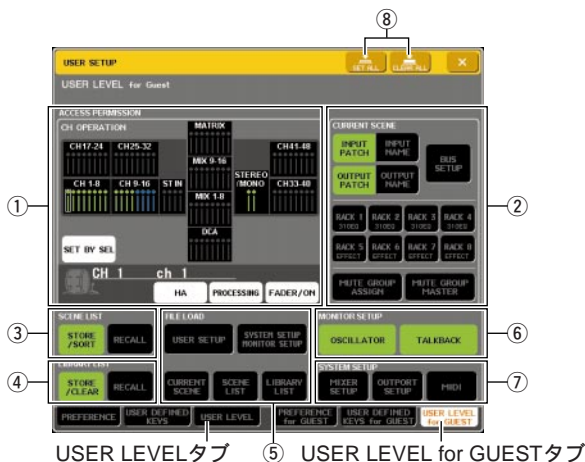 ⑧
USER SETUP
SET ALL
CLEAR ALL
×
USER LEVEL for Guest
①
ACCESS PERMISSION
CH OPERATION
MATRIX
CH17-24
CH25-32
CH41-48
MIX 9-16
CH 1-8
CH 9-16
ST IN
STEREO
/MONO
CH33-40
MIX 1-8
DCA
SET BY SEL
CH 1
ch 1
HA
PROCESSING
FADER/ON
②
CURRENT SCENE
INPUT
PATCH
INPUT
NAME
BUS
SETUP
OUTPUT
PATCH
OUTPUT
NAME
RACK 1
31GEQ
RACK 2
31GEQ
RACK 3
31GEQ
RACK 4
31GEQ
RACK 5
EFFECT
RACK 6
EFFECT
RACK 7
EFFECT
RACK 8
EFFECT
MUTE GROUP
ASSIGN
MUTE GROUP
MASTER
③
SCENE LIST
STORE
/SORT
RECALL
④
LIBRARY LIST
STORE
/CLEAR
RECALL
FILE LOAD
USER SETUP
SYSTEM SETUP
MONITOR SETUP
CURRENT
SCENE
SCENE
LIST
LIBRARY
LIST
⑥
MONITOR SETUP
OSCILLATOR
TALKBACK
⑦
SYSTEM SETUP
MIXER
SETUP
OUTPORT
SETUP
MIDI
PREFERENCE
USER DEFINED
KEYS
USER LEVEL
PREFERENCE
for GUEST
USER DEFINED
KEYS for GUEST
USER LEVEL
for GUEST
USER LEVELタブ
⑤
USER LEVEL for GUESTタブ